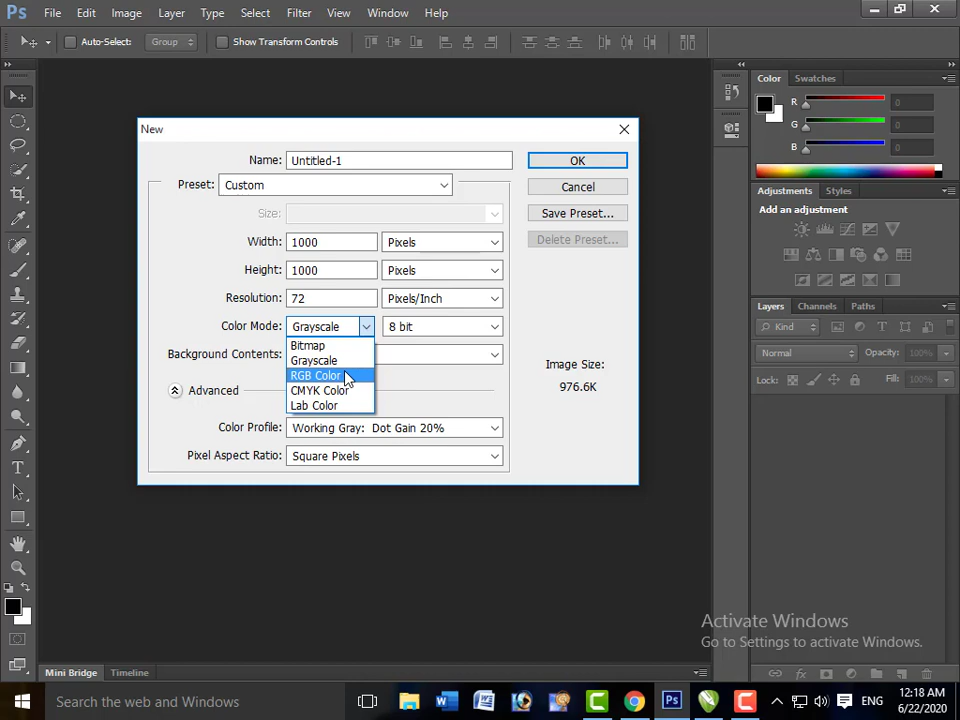 Ps File Edit Image Layer Type Select Filter View Window Help
Auto-Select: Group Show Transform Controls
Color Swatches
R 0
G 0
B 0
Adjustments Styles
Add an adjustment
Layers Channels Paths
Kind
Normal Opacity: 100%
Lock: Fill: 100%
New
Name: Untitled-1 OK
Preset: Custom Cancel
Size: Save Preset...
Width: 1000 Pixels Delete Preset...
Height: 1000 Pixels
Resolution: 72 Pixels/Inch
Color Mode: Grayscale 8 bit
Bitmap
Grayscale
RGB Color
CMYK Color
Lab Color
Background Contents:
Image Size:
976.6K
Advanced
Color Profile: Working Gray: Dot Gain 20%
Pixel Aspect Ratio: Square Pixels
Activate Windows
Go to Settings to activate Windows.
Mini Bridge Timeline
Search the web and Windows
ENG
12:18 AM
6/22/2020